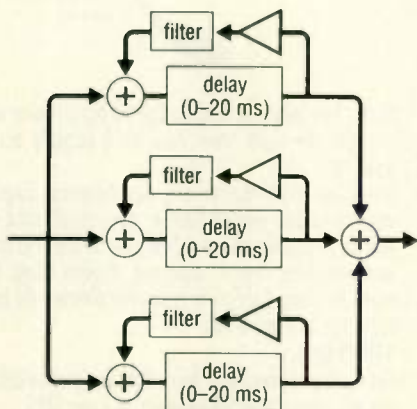 filter
+
delay
(0–20 ms)
filter
+
delay
(0–20 ms)
+
filter
+
delay
(0–20 ms)